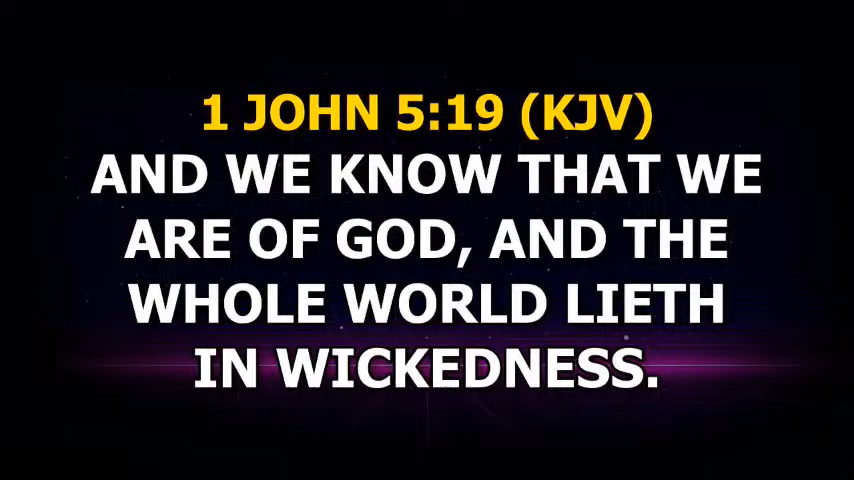 1 JOHN 5:19 (KJV)
AND WE KNOW THAT WE
ARE OF GOD, AND THE
WHOLE WORLD LIETH
IN WICKEDNESS.